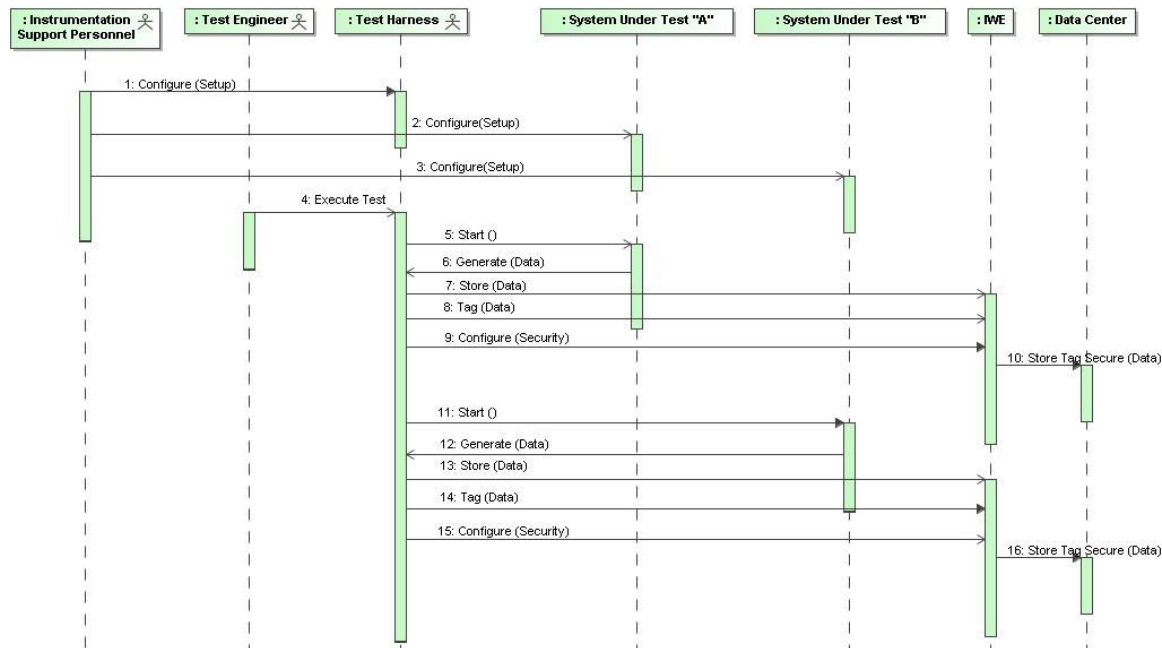 : Instrumentation
Support Personnel
: Test Engineer
: Test Harness
: System Under Test "A"
: System Under Test "B"
: IWE
: Data Center
1: Configure (Setup)
2: Configure(Setup)
3: Configure(Setup)
4: Execute Test
5: Start ()
6: Generate (Data)
7: Store (Data)
8: Tag (Data)
9: Configure (Security)
10: Store Tag Secure (Data)
11: Start ()
12: Generate (Data)
13: Store (Data)
14: Tag (Data)
15: Configure (Security)
16: Store Tag Secure (Data)